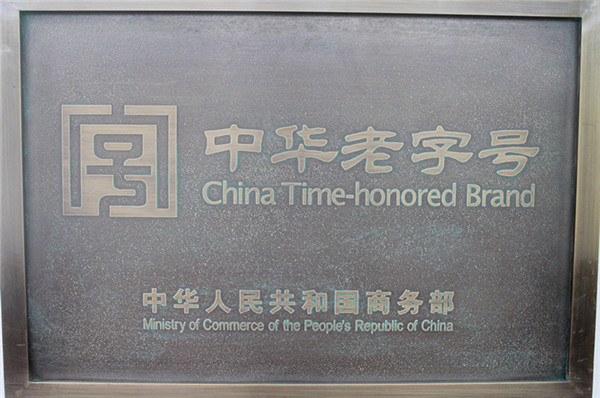 中华老字号
China Time-honored Brand
中华人民共和国商务部
Ministry of Commerce of the People's Republic of China